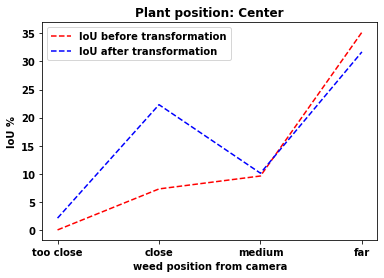 Plant position: Center
IoU before transformation
IoU after transformation
35
30
25
20
15
10
5
0
IoU %
too close close medium far
weed position from camera